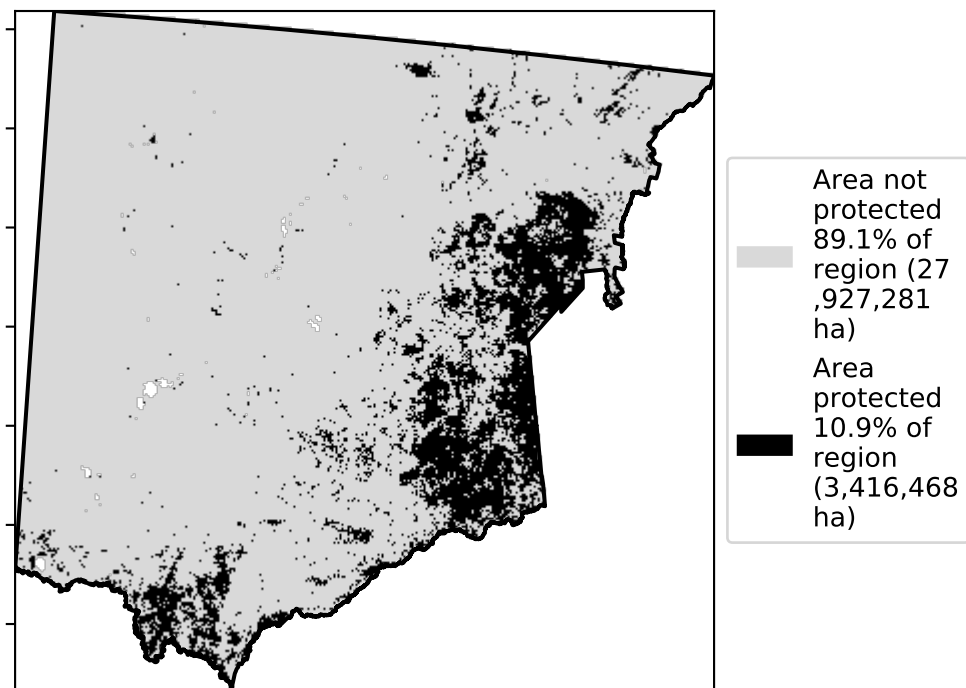 Area not
protected
89.1% of
region (27
,927,281
ha)
Area
protected
10.9% of
region
(3,416,468
ha)